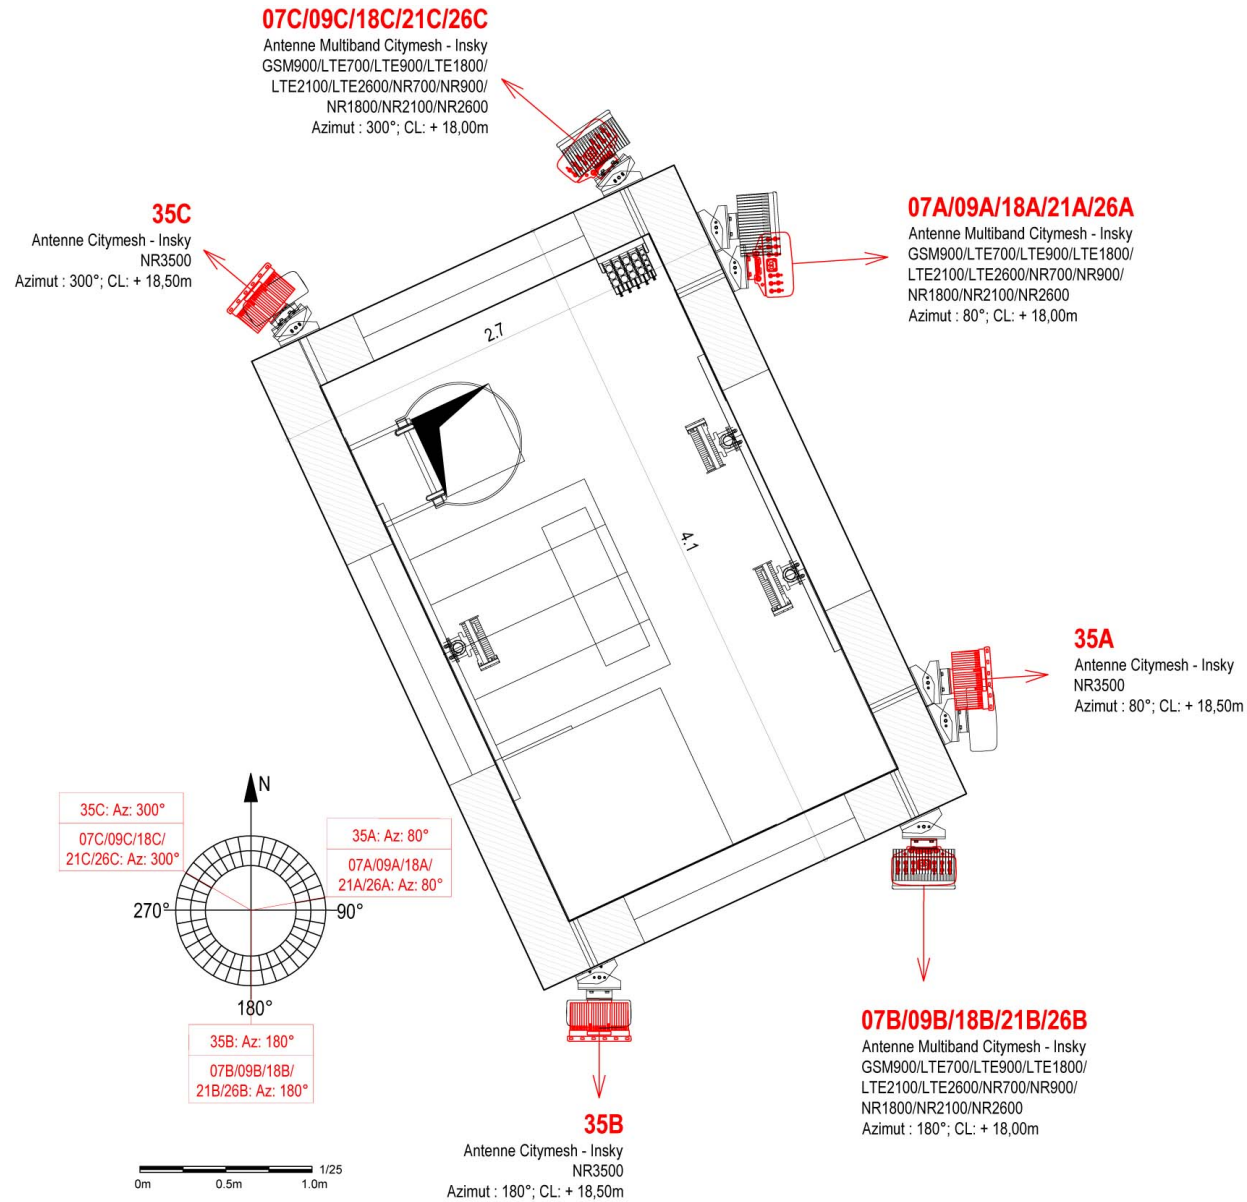 07C/09C/18C/21C/26C
Antenne Multiband Citymesh - Insky
GSM900/LTE700/LTE900/LTE1800/
LTE2100/LTE2600/NR700/NR900/
NR1800/NR2100/NR2600
Azimut : 300°; CL: + 18,00m
35C
Antenne Citymesh - Insky
NR3500
Azimut : 300°; CL: + 18,50m
07A/09A/18A/21A/26A
Antenne Multiband Citymesh - Insky
GSM900/LTE700/LTE900/LTE1800/
LTE2100/LTE2600/NR700/NR900/
NR1800/NR2100/NR2600
Azimut : 80°; CL: + 18,00m
2.7
4.1
35A
Antenne Citymesh - Insky
NR3500
Azimut : 80°; CL: + 18,50m
N
35C: Az: 300°
07C/09C/18C/
21C/26C: Az: 300°
35A: Az: 80°
07A/09A/18A/
21A/26A: Az: 80°
270°
90°
180°
35B: Az: 180°
07B/09B/18B/
21B/26B: Az: 180°
07B/09B/18B/21B/26B
Antenne Multiband Citymesh - Insky
GSM900/LTE700/LTE900/LTE1800/
LTE2100/LTE2600/NR700/NR900/
NR1800/NR2100/NR2600
Azimut : 180°; CL: + 18,00m
35B
Antenne Citymesh - Insky
NR3500
Azimut : 180°; CL: + 18,50m
1/25
0m 0.5m 1.0m